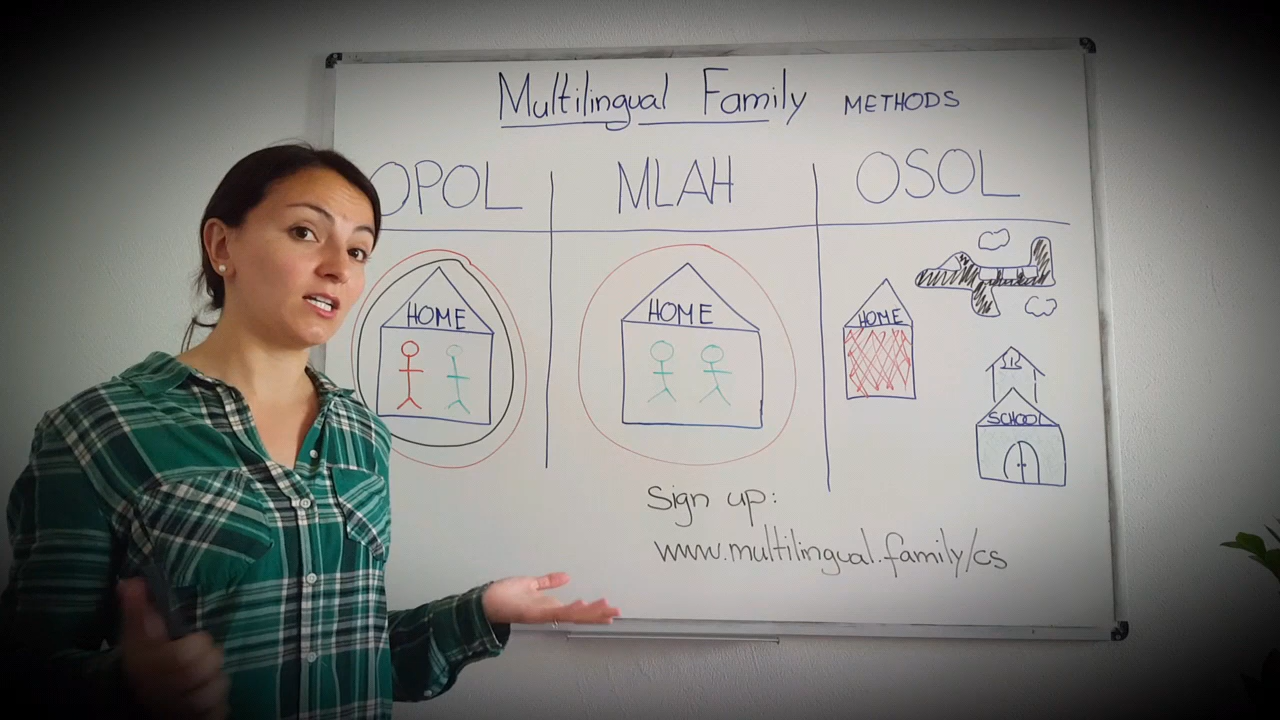 Multilingual Family METHODS
OPOL MLAH OSOL
HOME HOME HOME
SCHOOL
Sign up:
www.multilingual.family/cs